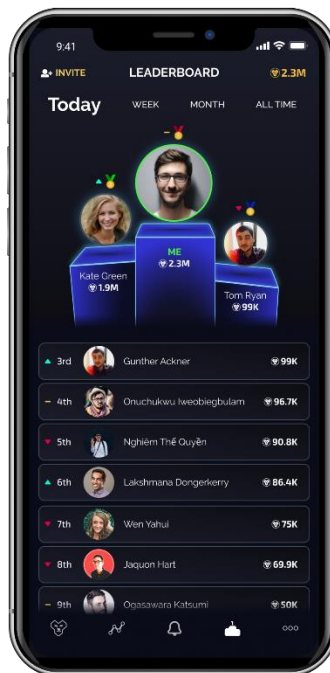 9:41
INVITE LEADERBOARD 2.3M
Today WEEK MONTH ALL TIME
ME
2.3M
Kate Green
1.9M
Tom Ryan
99K
3rd Gunther Ackner 99K
4th Onuchukwu Iweobiegbulam 96.7K
5th Nghiêm Thế Quyền 90.8K
6th Lakshmana Dongerkerry 86.4K
7th Wen Yahui 75K
8th Jaquon Hart 69.9K
9th Ogasawara Katsumi 50K